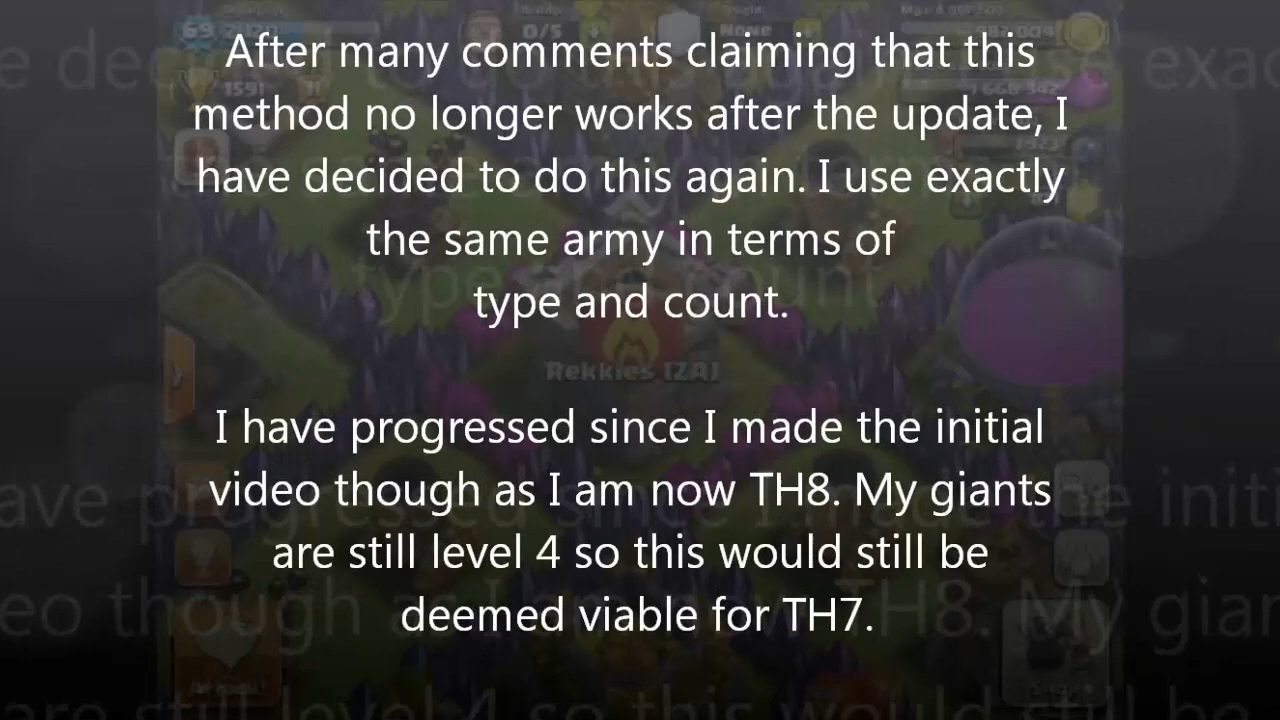 After many comments claiming that this
method no longer works after the update, I
have decided to do this again. I use exactly
the same army in terms of
type and count.
Rekkies [ZA]
I have progressed since I made the initial
video though as I am now TH8. My giants
are still level 4 so this would still be
deemed viable for TH7.